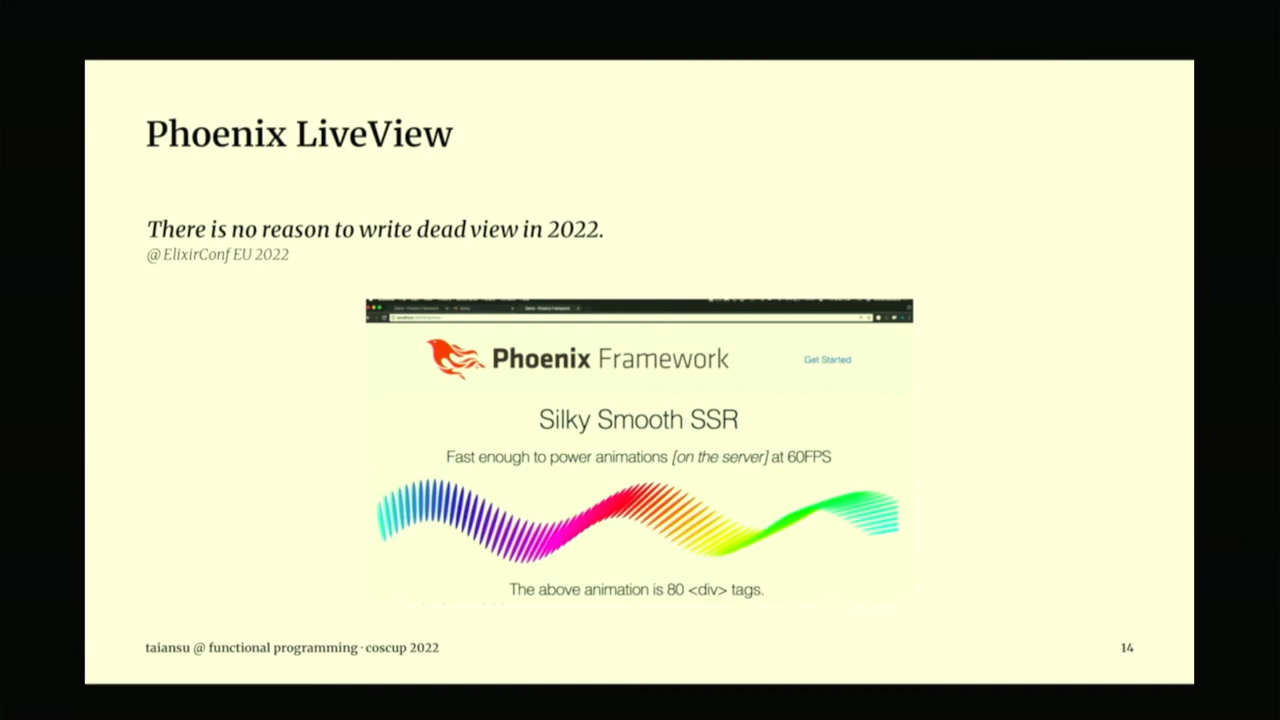 Phoenix LiveView
There is no reason to write dead view in 2022.
@ ElixirConf EU 2022
Phoenix Framework
Get Started
Silky Smooth SSR
Fast enough to power animations [on the server] at 60FPS
The above animation is 80 <div> tags.
taiansu @ functional programming · coscup 2022
14